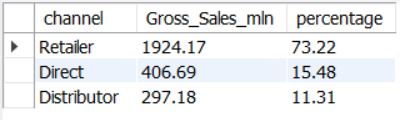 channel Gross_Sales_mln percentage
Retailer 1924.17 73.22
Direct 406.69 15.48
Distributor 297.18 11.31